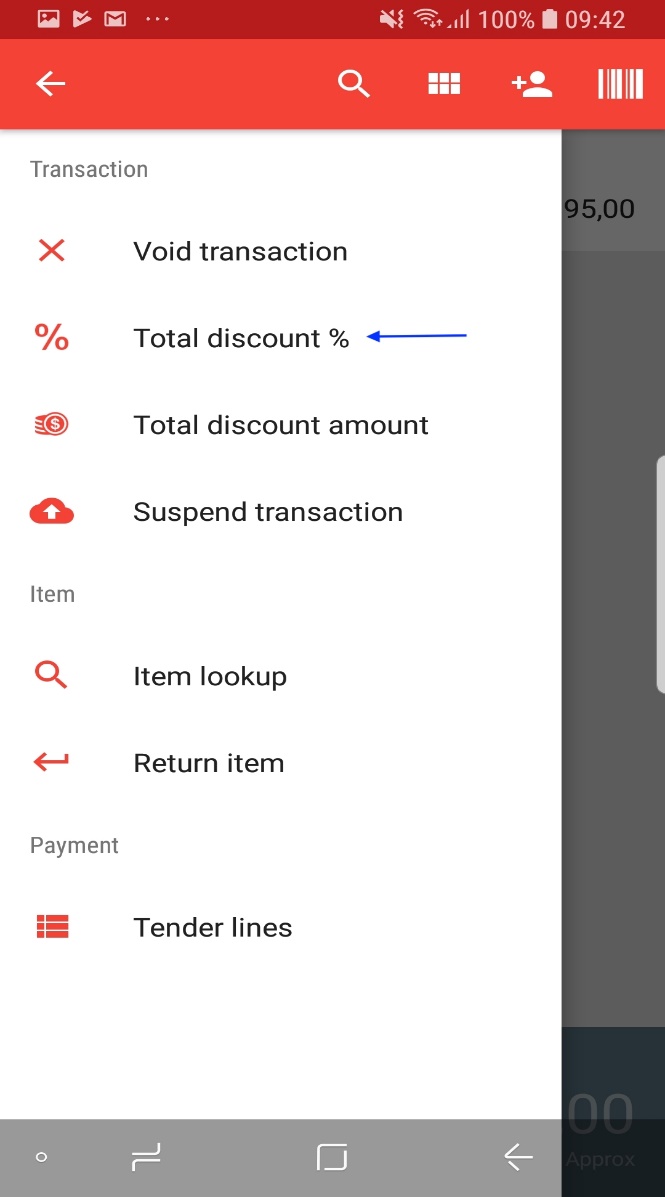 100% 09:42
Transaction
95,00
Void transaction
% Total discount %
Total discount amount
Suspend transaction
Item
Item lookup
Return item
Payment
Tender lines
00
Approx